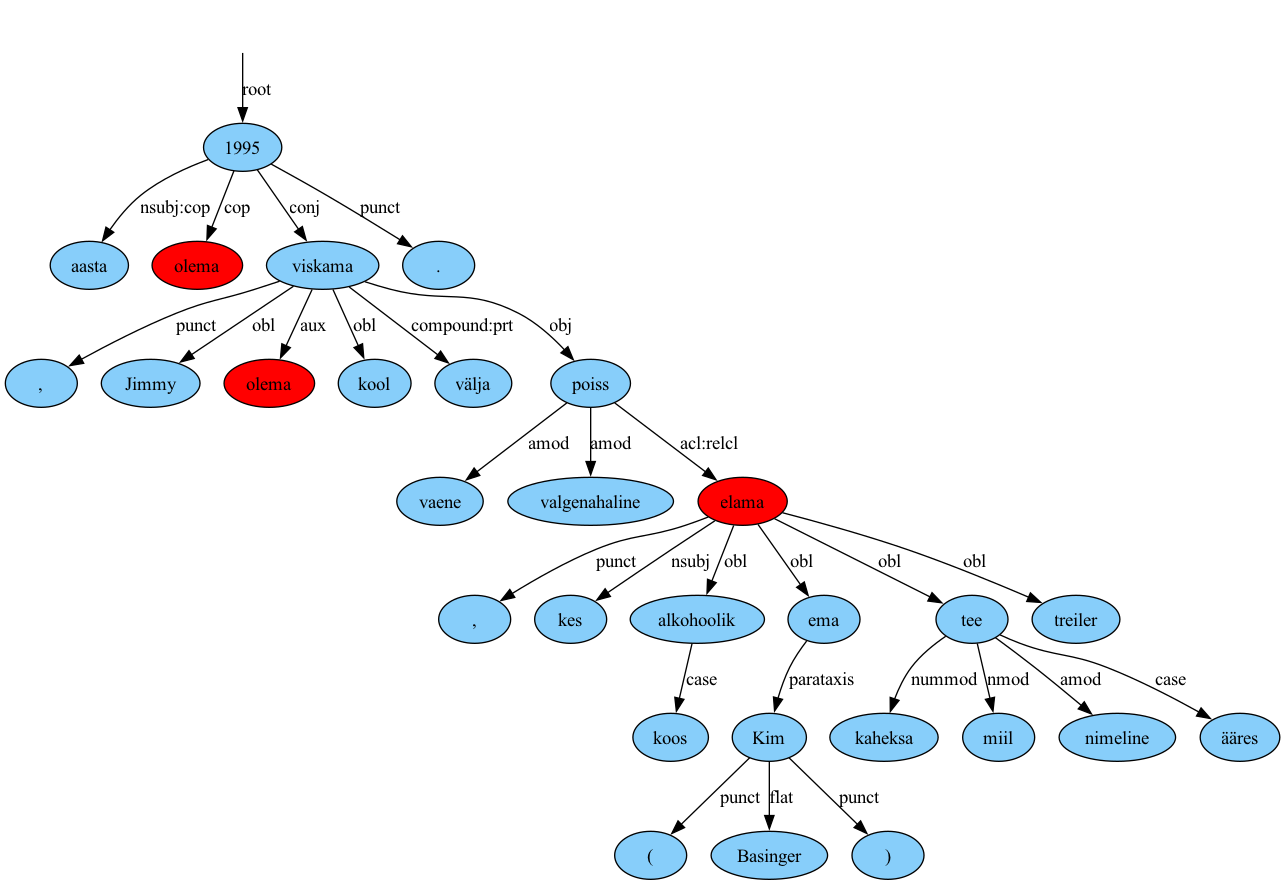 root
1995
nsubj:cop cop conj punct
aasta olema viskama .
punct obl aux obl compound:prt obj
, Jimmy olema kool välja poiss
amod amod acl:relcl
vaene valgenahaline elama
punct nsubj obl obl obl obl
, kes alkohoolik ema tee treiler
case parataxis nummod nmod amod case
koos Kim kaheksa miil nimeline ääres
punct flat punct
( Basinger )